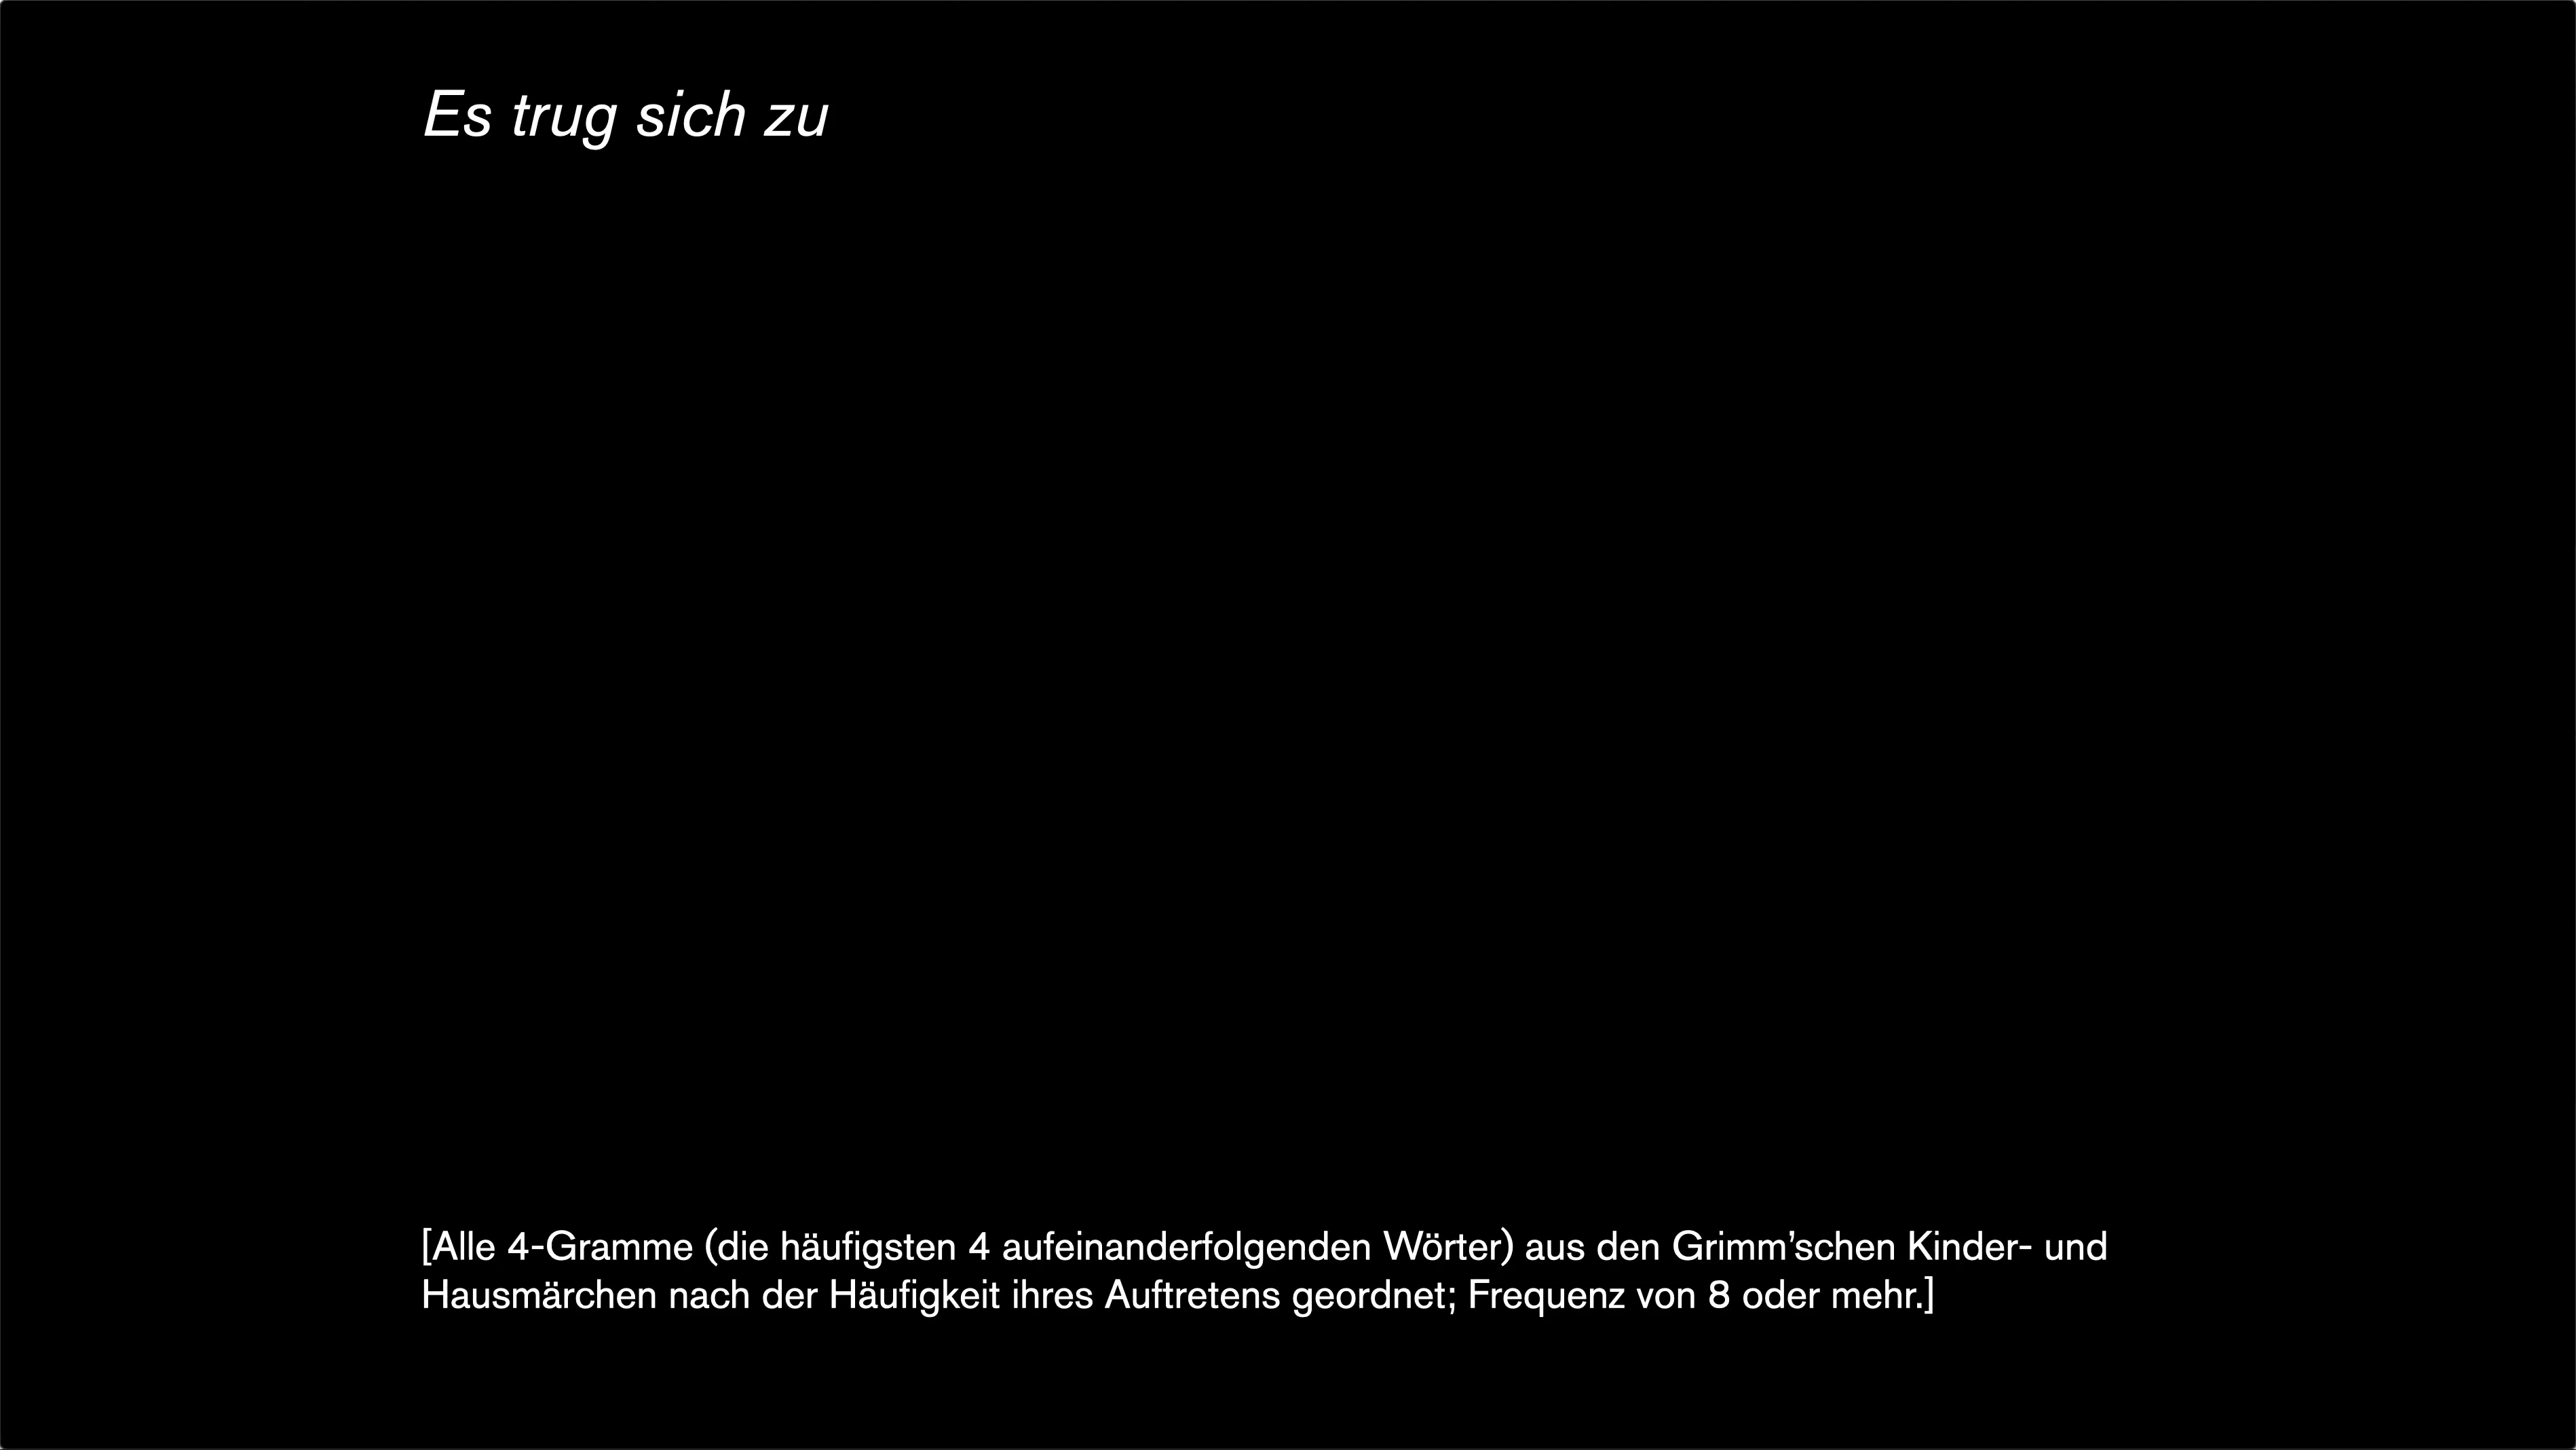 Es trug sich zu
[Alle 4-Gramme (die häufigsten 4 aufeinanderfolgenden Wörter) aus den Grimm’schen Kinder- und
Hausmärchen nach der Häufigkeit ihres Auftretens geordnet; Frequenz von 8 oder mehr.]